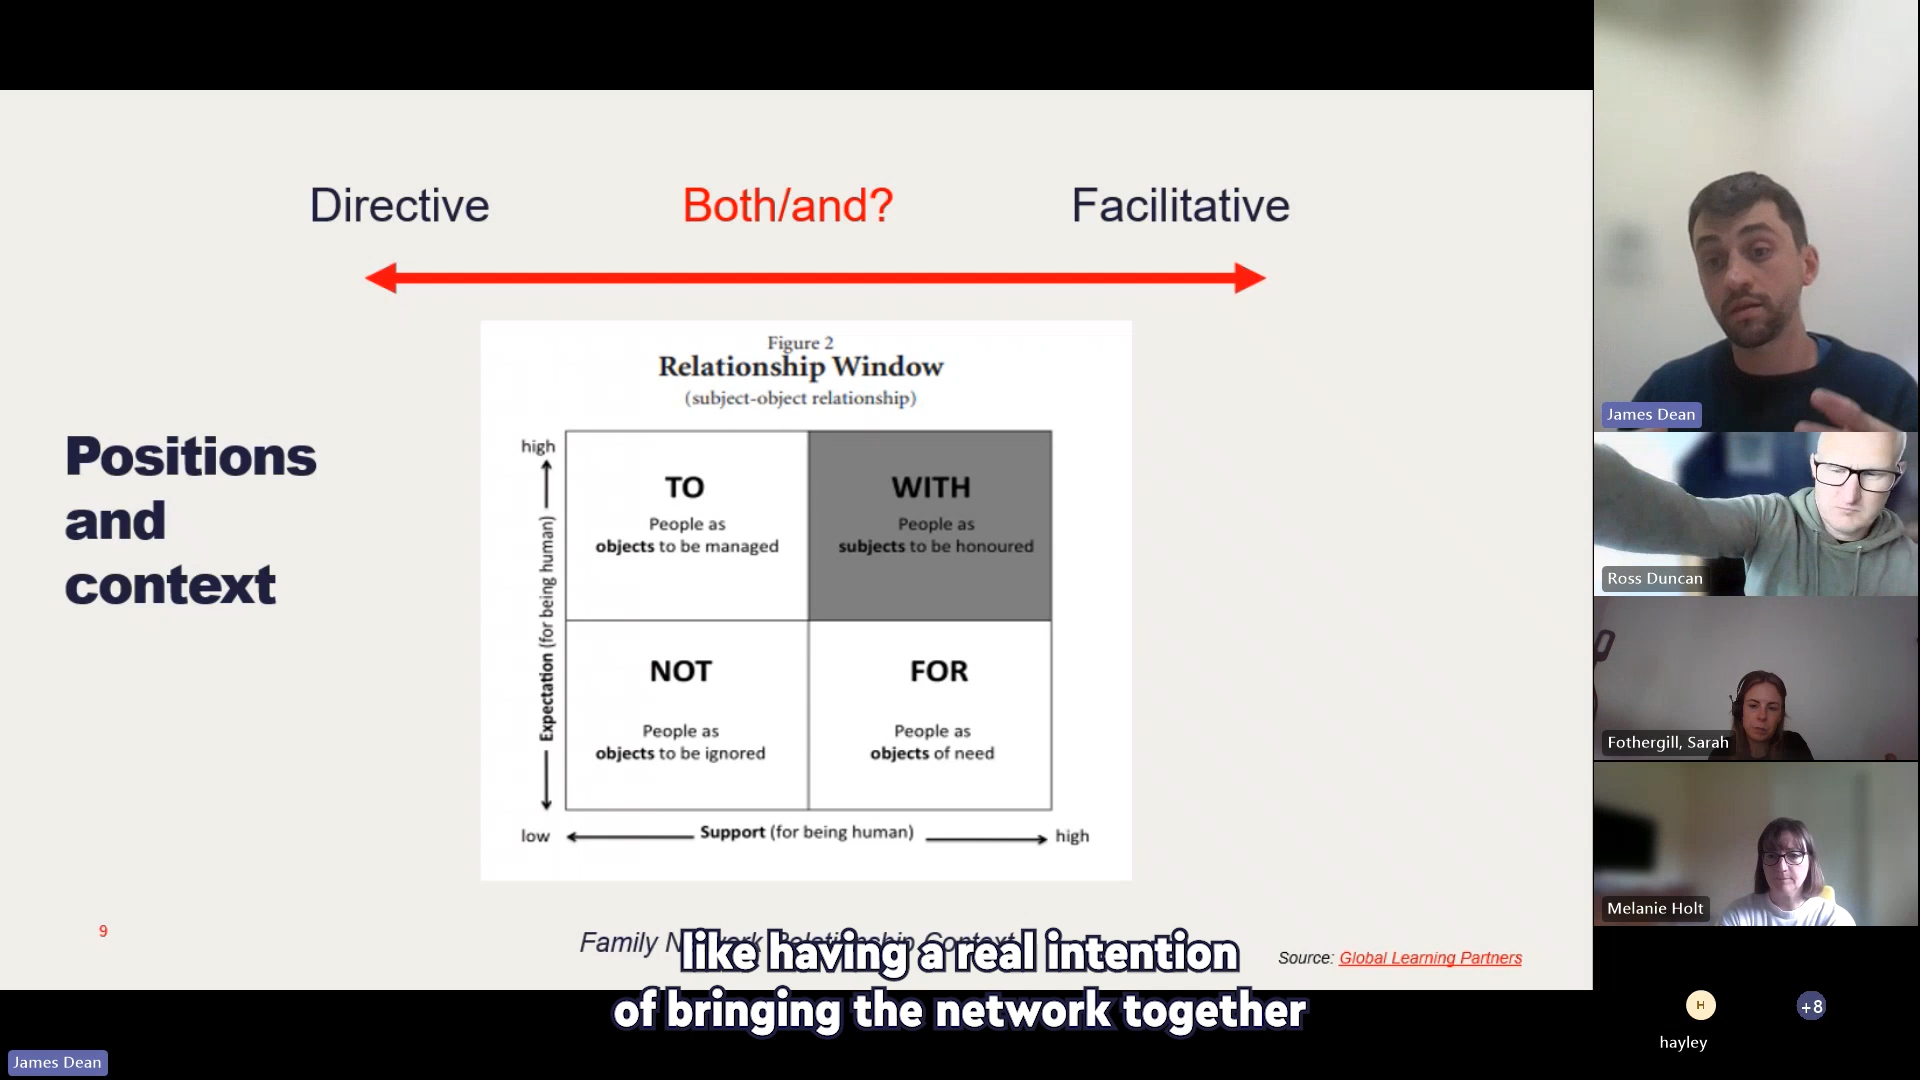 Directive
Both/and?
Facilitative
Positions
and
context
Figure 2
Relationship Window
(subject-object relationship)
high
TO
People as
objects to be managed
WITH
People as
subjects to be honoured
Expectation (for being human)
NOT
People as
objects to be ignored
FOR
People as
objects of need
low
Support (for being human)
high
9
Family Network Relationship Context
Source: Global Learning Partners
like having a real intention
of bringing the network together
James Dean
James Dean
Ross Duncan
Fothergill, Sarah
Melanie Holt
H
hayley
+8